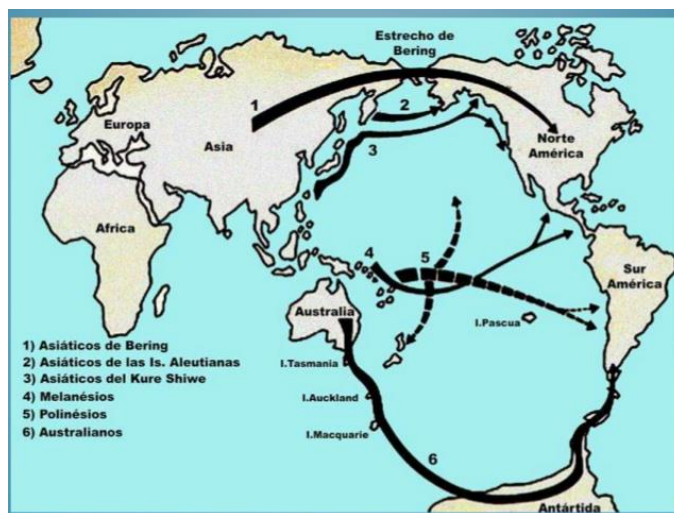 Estrecho de
Bering
1
2
Europa
Asia
3
Norte
América
Africa
4
5
Sur
América
Australia
I.Pascua
1) Asiáticos de Bering
2) Asiáticos de las Is. Aleutianas
3) Asiáticos del Kure Shiwe
4) Melanésios
5) Polinésios
6) Australianos
I.Tasmania
I.Auckland
I.Macquarie
6
Antártida